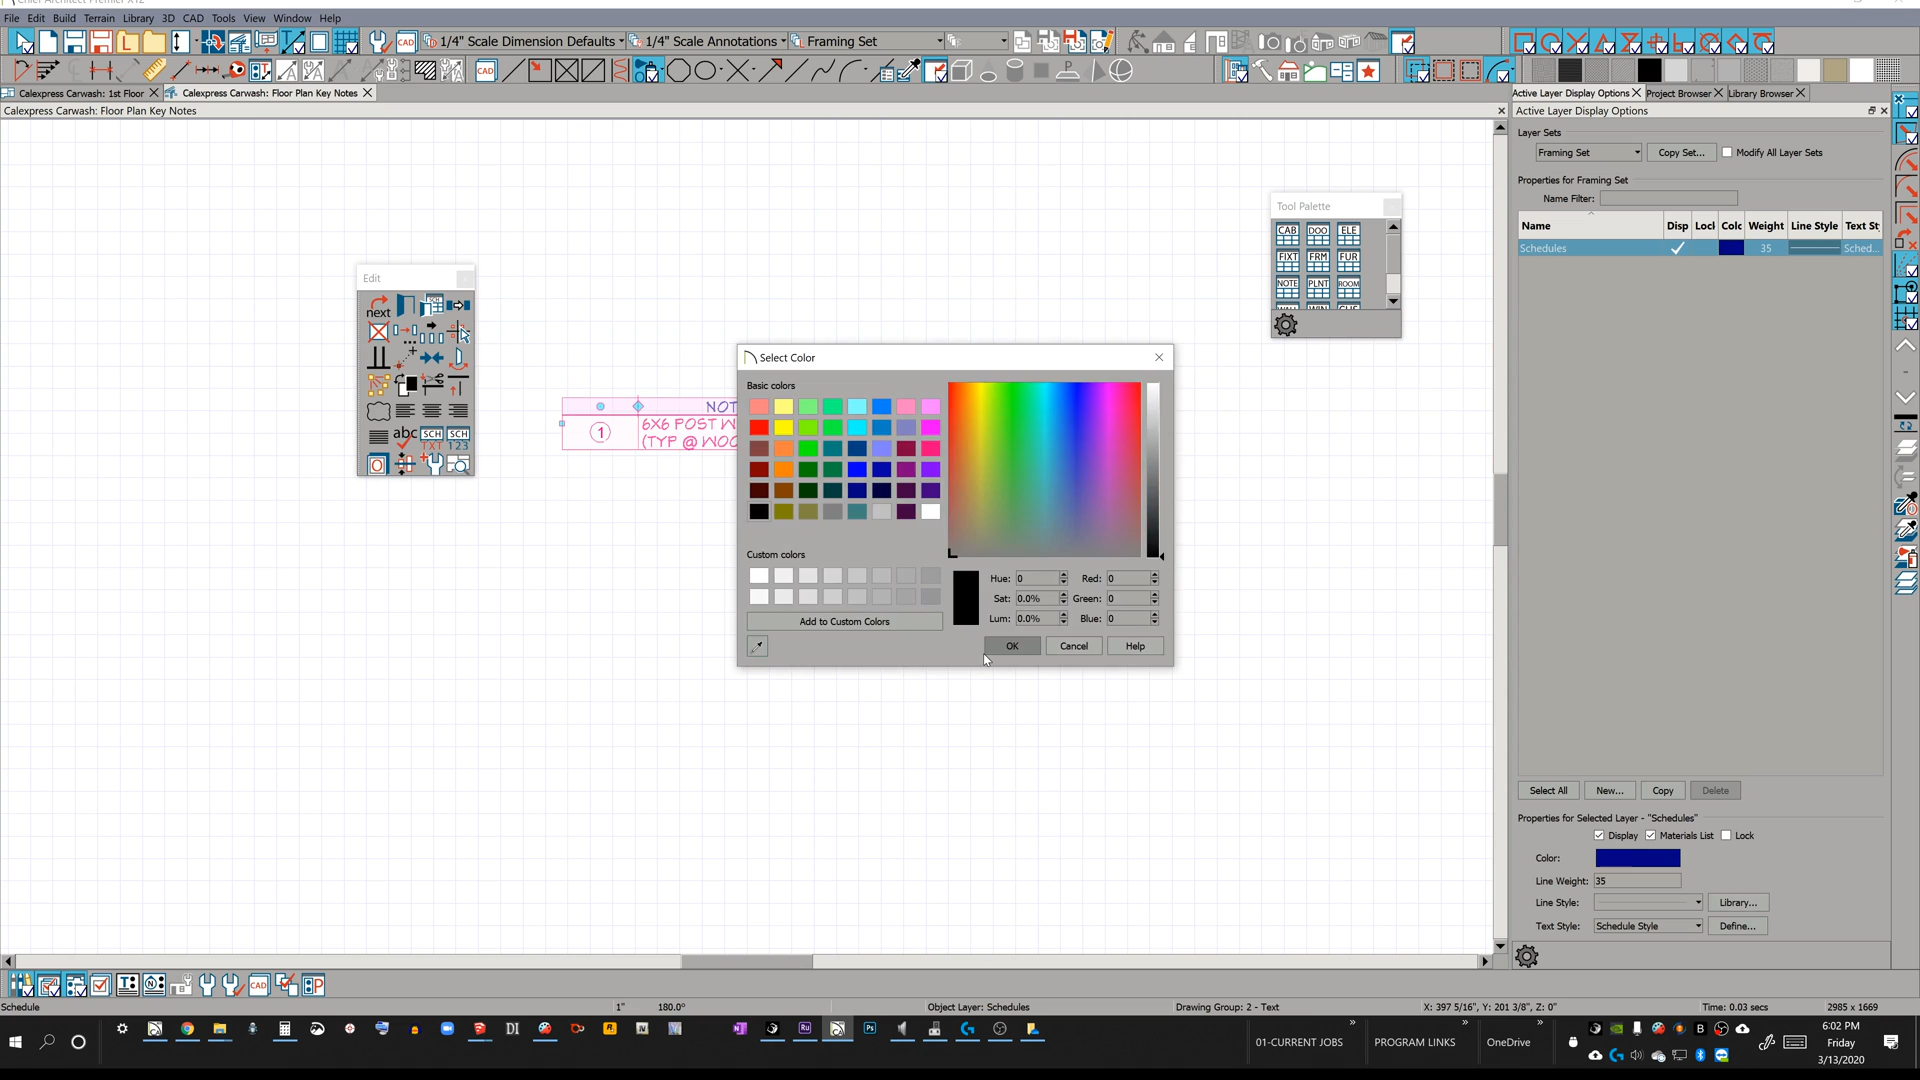 File Edit Build Terrain Library 3D CAD Tools View Window Help
1/4" Scale Dimension Defaults 1/4" Scale Annotations Framing Set
Calexpress Carwash: 1st Floor Calexpress Carwash: Floor Plan Key Notes
Active Layer Display Options Project Browser Library Browser
Calexpress Carwash: Floor Plan Key Notes
Active Layer Display Options
Layer Sets
Framing Set Copy Set... Modify All Layer Sets
Properties for Framing Set
Name Filter:
Name Disp Weight Line Style
Schedules 35 Sched...
Tool Palette
CAB DOO ELE
FIXT FRM FUR
NOTE PLNT ROOM
Edit
next
abc SCH SCH
TXT 123
NOT
1 6X6 POST W
(TYP @ WOO
Select Color
Basic colors
Custom colors
Hue: 0 Red: 0
Sat: 0.0% Green: 0
Lum: 0.0% Blue: 0
Add to Custom Colors
OK Cancel Help
Select All New... Copy Delete
Properties for Selected Layer - "Schedules"
Display Materials List Lock
Color:
Line Weight: 35
Line Style: Library...
Text Style: Schedule Style Define...
Schedule 1" 180.0° Object Layer: Schedules Drawing Group: 2 - Text X: 397 5/16", Y: 201 3/8", Z: 0" Time: 0.03 secs 2985 x 1669
01-CURRENT JOBS PROGRAM LINKS OneDrive
6:02 PM
Friday
3/13/2020